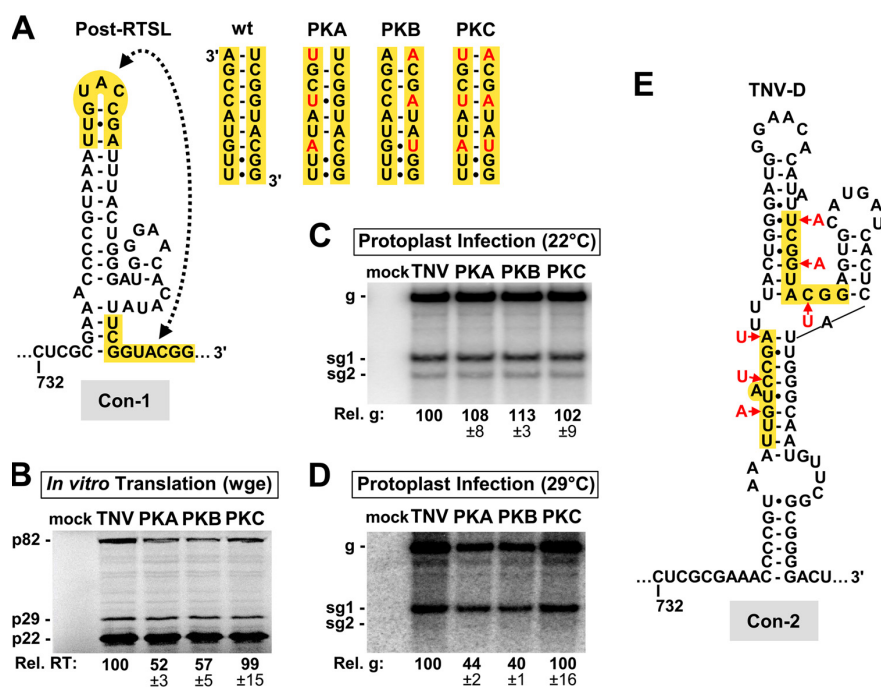 A
Post-RTSL
wt
PKA
PKB
PKC
3'
A - U
G - C
C - G
C - G
A - U
U - A
G - C
U • G
U • G
3'
U U
G - C
C - G
U • G
A - U
U - A
A C
U • G
U • G
A A
G - C
C - G
C A
A - U
U - A
G U
U • G
U • G
U - A
G - C
C - G
U - A
A - U
U - A
A - U
U • G
U • G
UAC
...CUCGC
GGUACGG... 3'
732
Con-1
B
In vitro Translation (wge)
mock TNV PKA PKB PKC
p82 -
p29 -
p22 -
Rel. RT: 100 52 57 99
±3 ±5 ±15
C
Protoplast Infection (22°C)
mock TNV PKA PKB PKC
g -
sg1 -
sg2 -
Rel. g: 100 108 113 102
±8 ±3 ±9
D
Protoplast Infection (29°C)
mock TNV PKA PKB PKC
g -
sg1 -
sg2 -
Rel. g: 100 44 40 100
±2 ±1 ±16
E
TNV-D
A
A
U
U
U
A
...CUCGCGAAAC
GACU...3'
732
Con-2